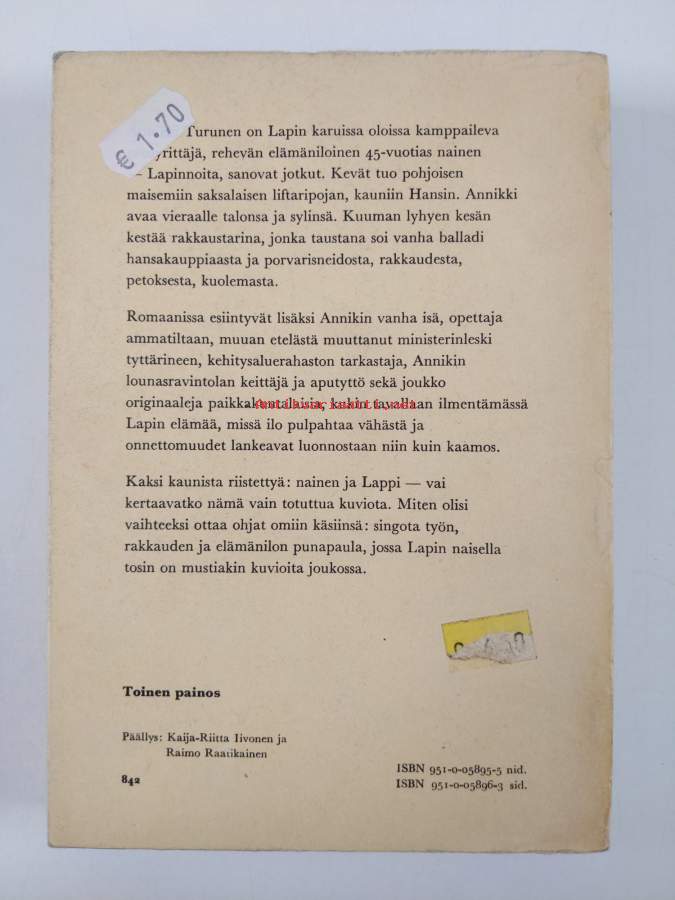 € 1.70
Turunen on Lapin karuissa oloissa kamppaileva
yrittäjä, rehevän elämäniloinen 45-vuotias nainen
— Lapinnoita, sanovat jotkut. Kevät tuo pohjoisen
maisemiin saksalaisen liftaripojan, kauniin Hansin. Annikki
avaa vieraalle talonsa ja sylinsä. Kuuman lyhyen kesän
kestää rakkaustarina, jonka taustana soi vanha balladi
hansakauppiaasta ja porvarisneidosta, rakkaudesta,
petoksesta, kuolemasta.
Romaanissa esiintyvät lisäksi Annikin vanha isä, opettaja
ammatiltaan, muuan etelästä muuttanut ministerinleski
tyttärineen, kehitysaluerahaston tarkastaja, Annikin
lounasravintolan keittäjä ja aputyttö sekä joukko
originaaleja paikkakuntalaisia, kukin tavallaan ilmentämässä
Lapin elämää, missä ilo pulpahtaa vähästä ja
onnettomuudet lankeavat luonnostaan niin kuin kaamos.
Kaksi kaunista riistettyä: nainen ja Lappi — vai
kertaavatko nämä vain totuttua kuviota. Miten olisi
vaihteeksi ottaa ohjat omiin käsiinsä: singota työn,
rakkauden ja elämänilon punapaula, jossa Lapin naisella
tosin on mustiakin kuvioita joukossa.
Toinen painos
Päällys: Kaija-Riitta Iivonen ja
Raimo Raatikainen
842
ISBN 951-0-05895-5 nid.
ISBN 951-0-05896-3 sid.